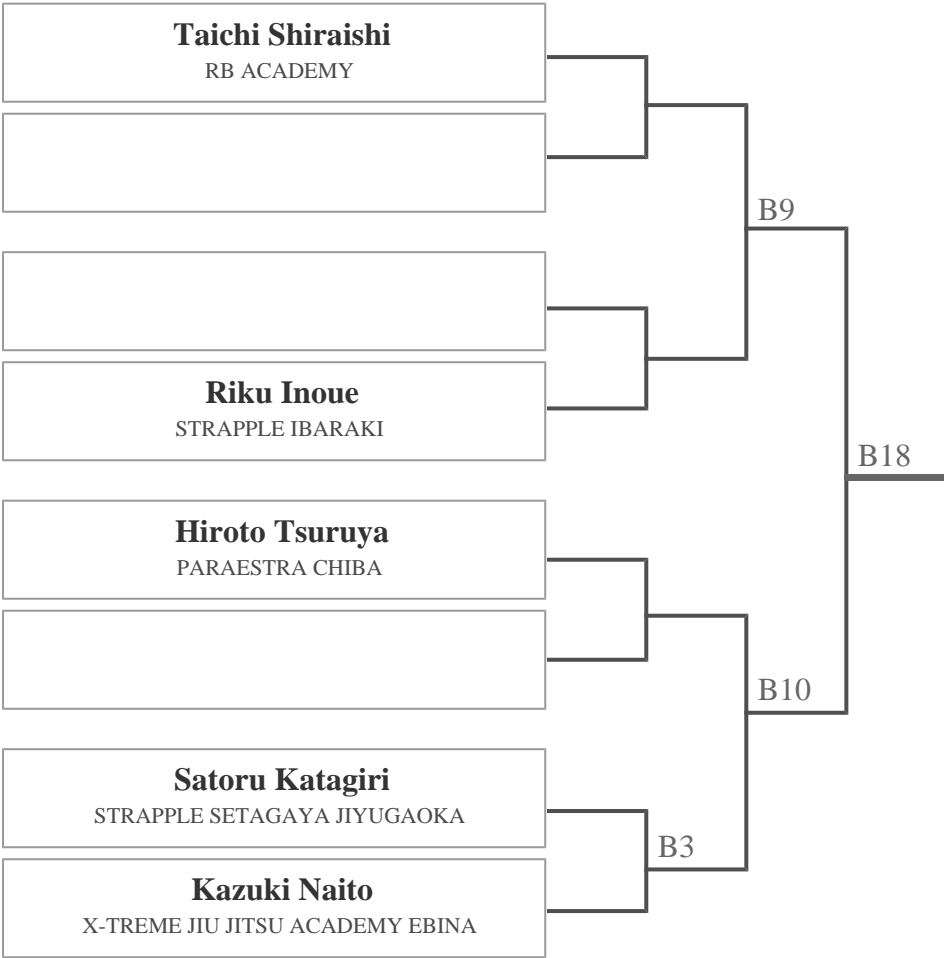 Taichi Shiraishi
RB ACADEMY
B9
Riku Inoue
STRAPPLE IBARAKI
B18
Hiroto Tsuruya
PARAESTRA CHIBA
B10
Satoru Katagiri
STRAPPLE SETAGAYA JIYUGAOKA
B3
Kazuki Naito
X-TREME JIU JITSU ACADEMY EBINA